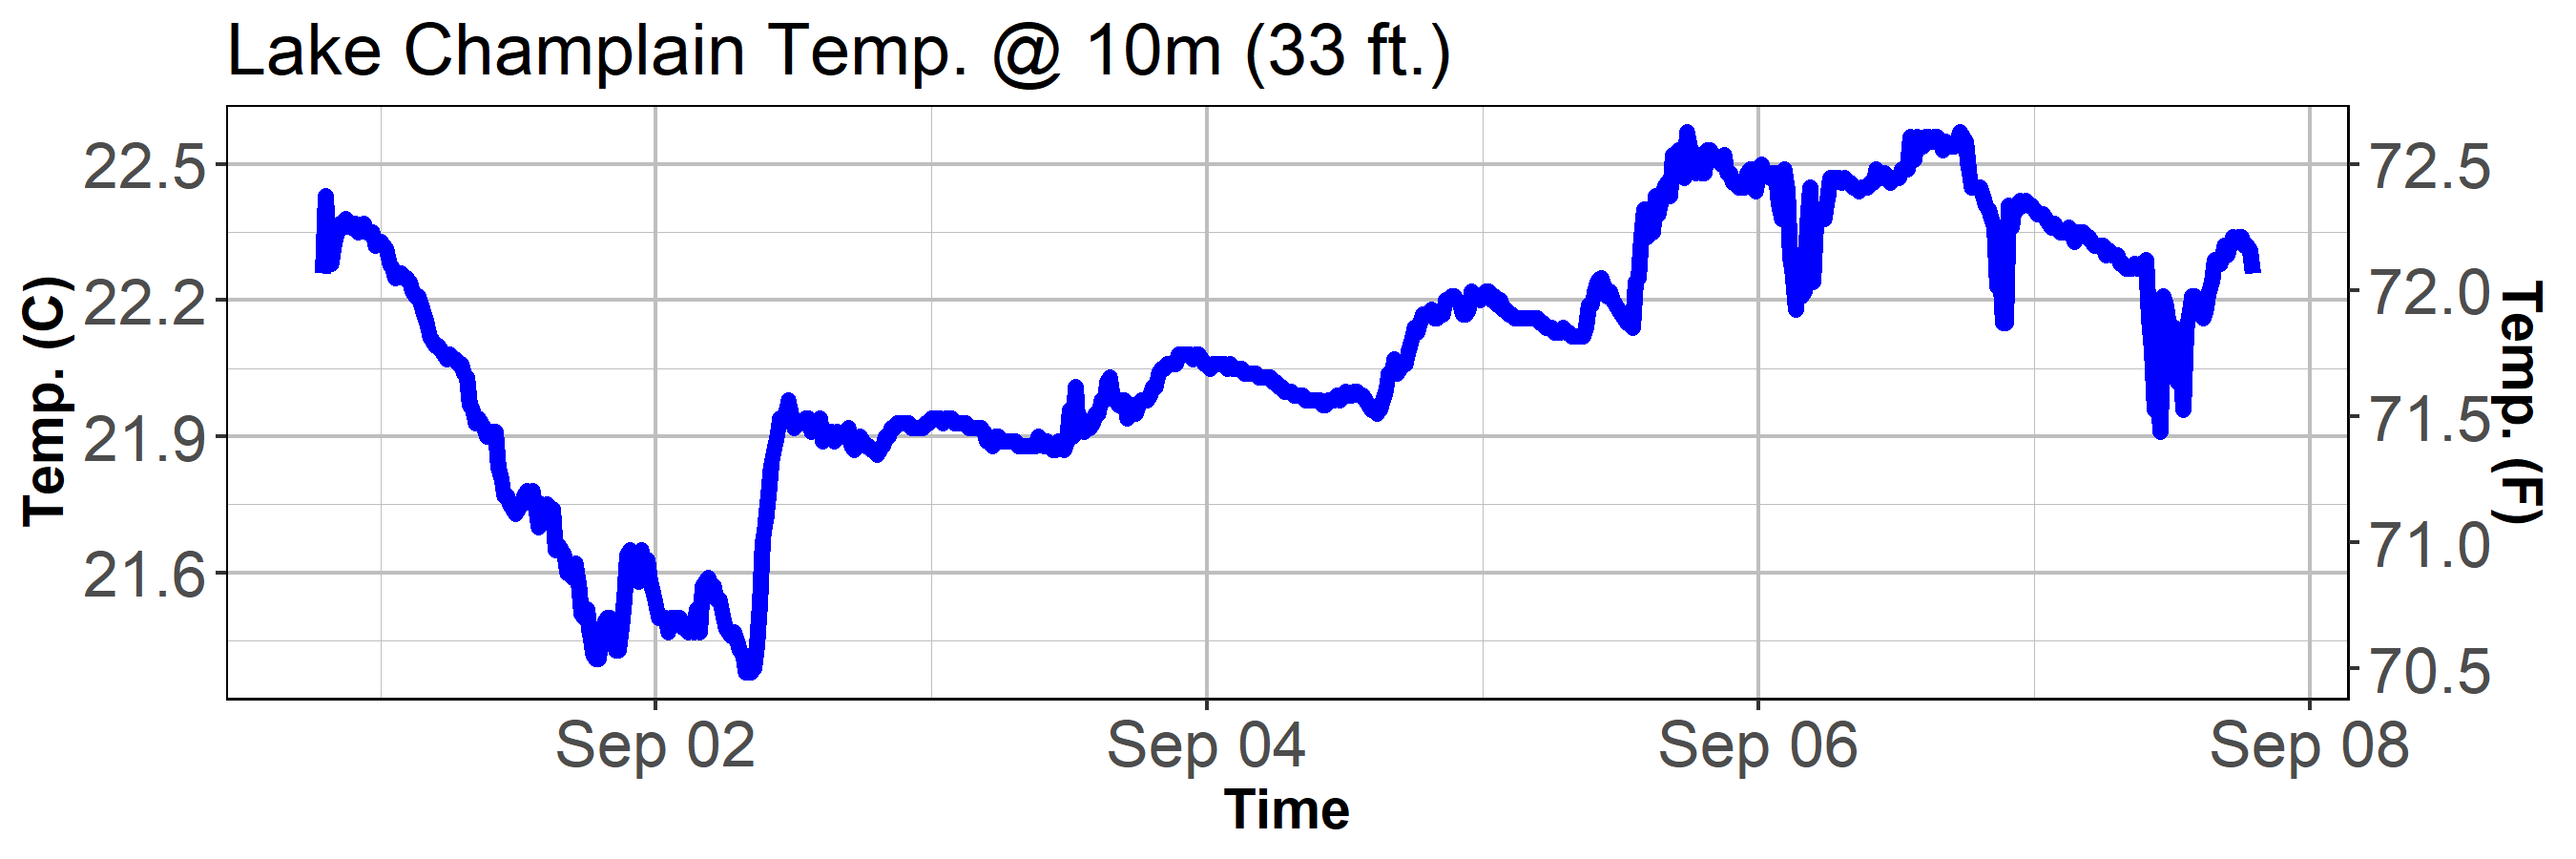 Lake Champlain Temp. @ 10m (33 ft.)
Temp. (C)
22.5
22.2
21.9
21.6
72.5
72.0
71.5
71.0
70.5
Temp. (F)
Sep 02
Sep 04
Sep 06
Sep 08
Time